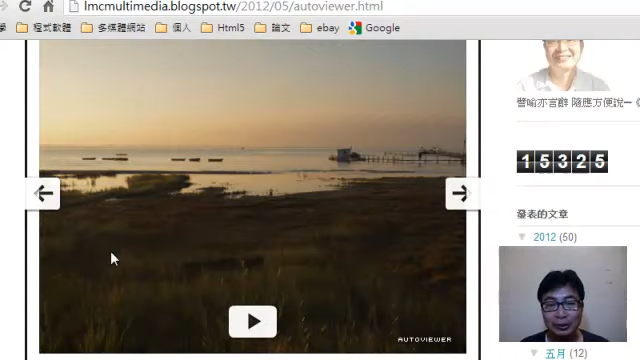 lmcmultimedia.blogspot.tw/2012/05/autoviewer.html
學 程式軟體 多媒體網站 個人 Html5 論文 ebay Google
譬喻亦言辭 隨應方便說─《
15325
發表的文章
▼ 2012 (50)
AUTOVIEWER
▼ 五月 (12)